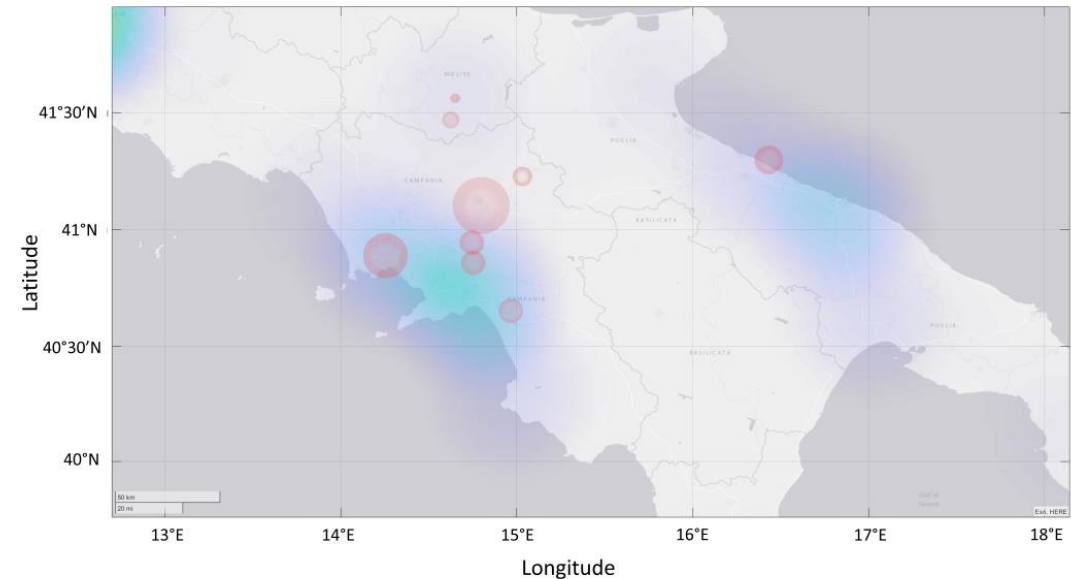 41°30'N
41°N
40°30'N
40°N
Latitude
MOLISE
CAMPANIA
PUGLIA
BASILICATA
CAMPANIA
BASILICATA
PUGLIA
50 km
20 mi
Esri, HERE
13°E
14°E
15°E
16°E
17°E
18°E
Longitude